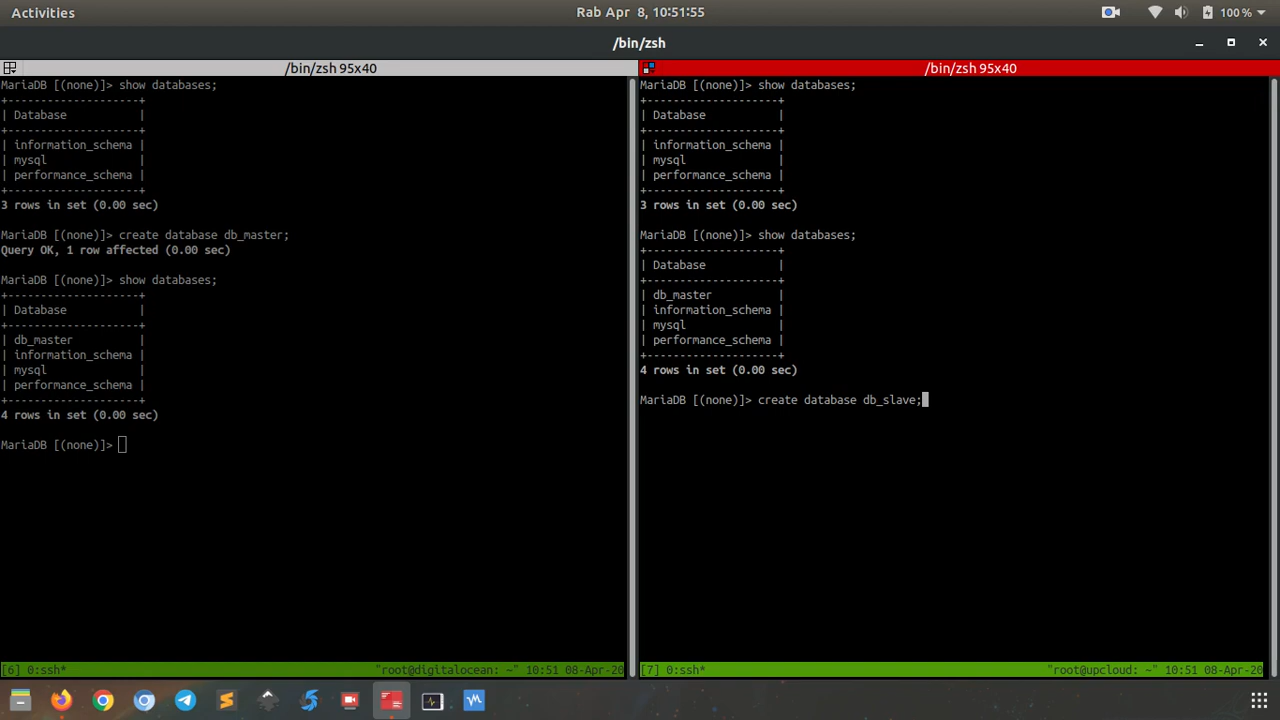 Activities
Rab Apr 8, 10:51:55
100 %
/bin/zsh
/bin/zsh 95x40
MariaDB [(none)]> show databases;
+--------------------+
| Database           |
+--------------------+
| information_schema |
| mysql              |
| performance_schema |
+--------------------+
3 rows in set (0.00 sec)
MariaDB [(none)]> create database db_master;
Query OK, 1 row affected (0.00 sec)
MariaDB [(none)]> show databases;
+--------------------+
| Database           |
+--------------------+
| db_master          |
| information_schema |
| mysql              |
| performance_schema |
+--------------------+
4 rows in set (0.00 sec)
MariaDB [(none)]>
[6] 0:ssh*
"root@digitalocean: ~" 10:51 08-Apr-20
/bin/zsh 95x40
MariaDB [(none)]> show databases;
+--------------------+
| Database           |
+--------------------+
| information_schema |
| mysql              |
| performance_schema |
+--------------------+
3 rows in set (0.00 sec)
MariaDB [(none)]> show databases;
+--------------------+
| Database           |
+--------------------+
| db_master          |
| information_schema |
| mysql              |
| performance_schema |
+--------------------+
4 rows in set (0.00 sec)
MariaDB [(none)]> create database db_slave;
[7] 0:ssh*
"root@upcloud: ~" 10:51 08-Apr-20